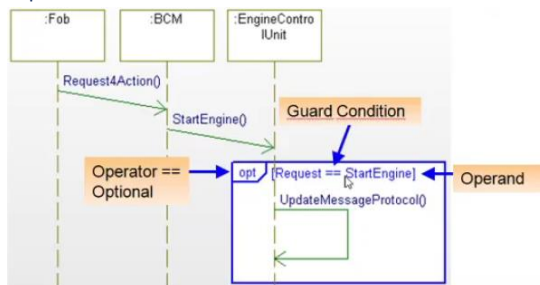 :Fob
:BCM
:EngineContro
lUnit
Request4Action()
StartEngine()
Guard Condition
Operator ==
Optional
opt
[Request == StartEngine]
Operand
UpdateMessageProtocol()